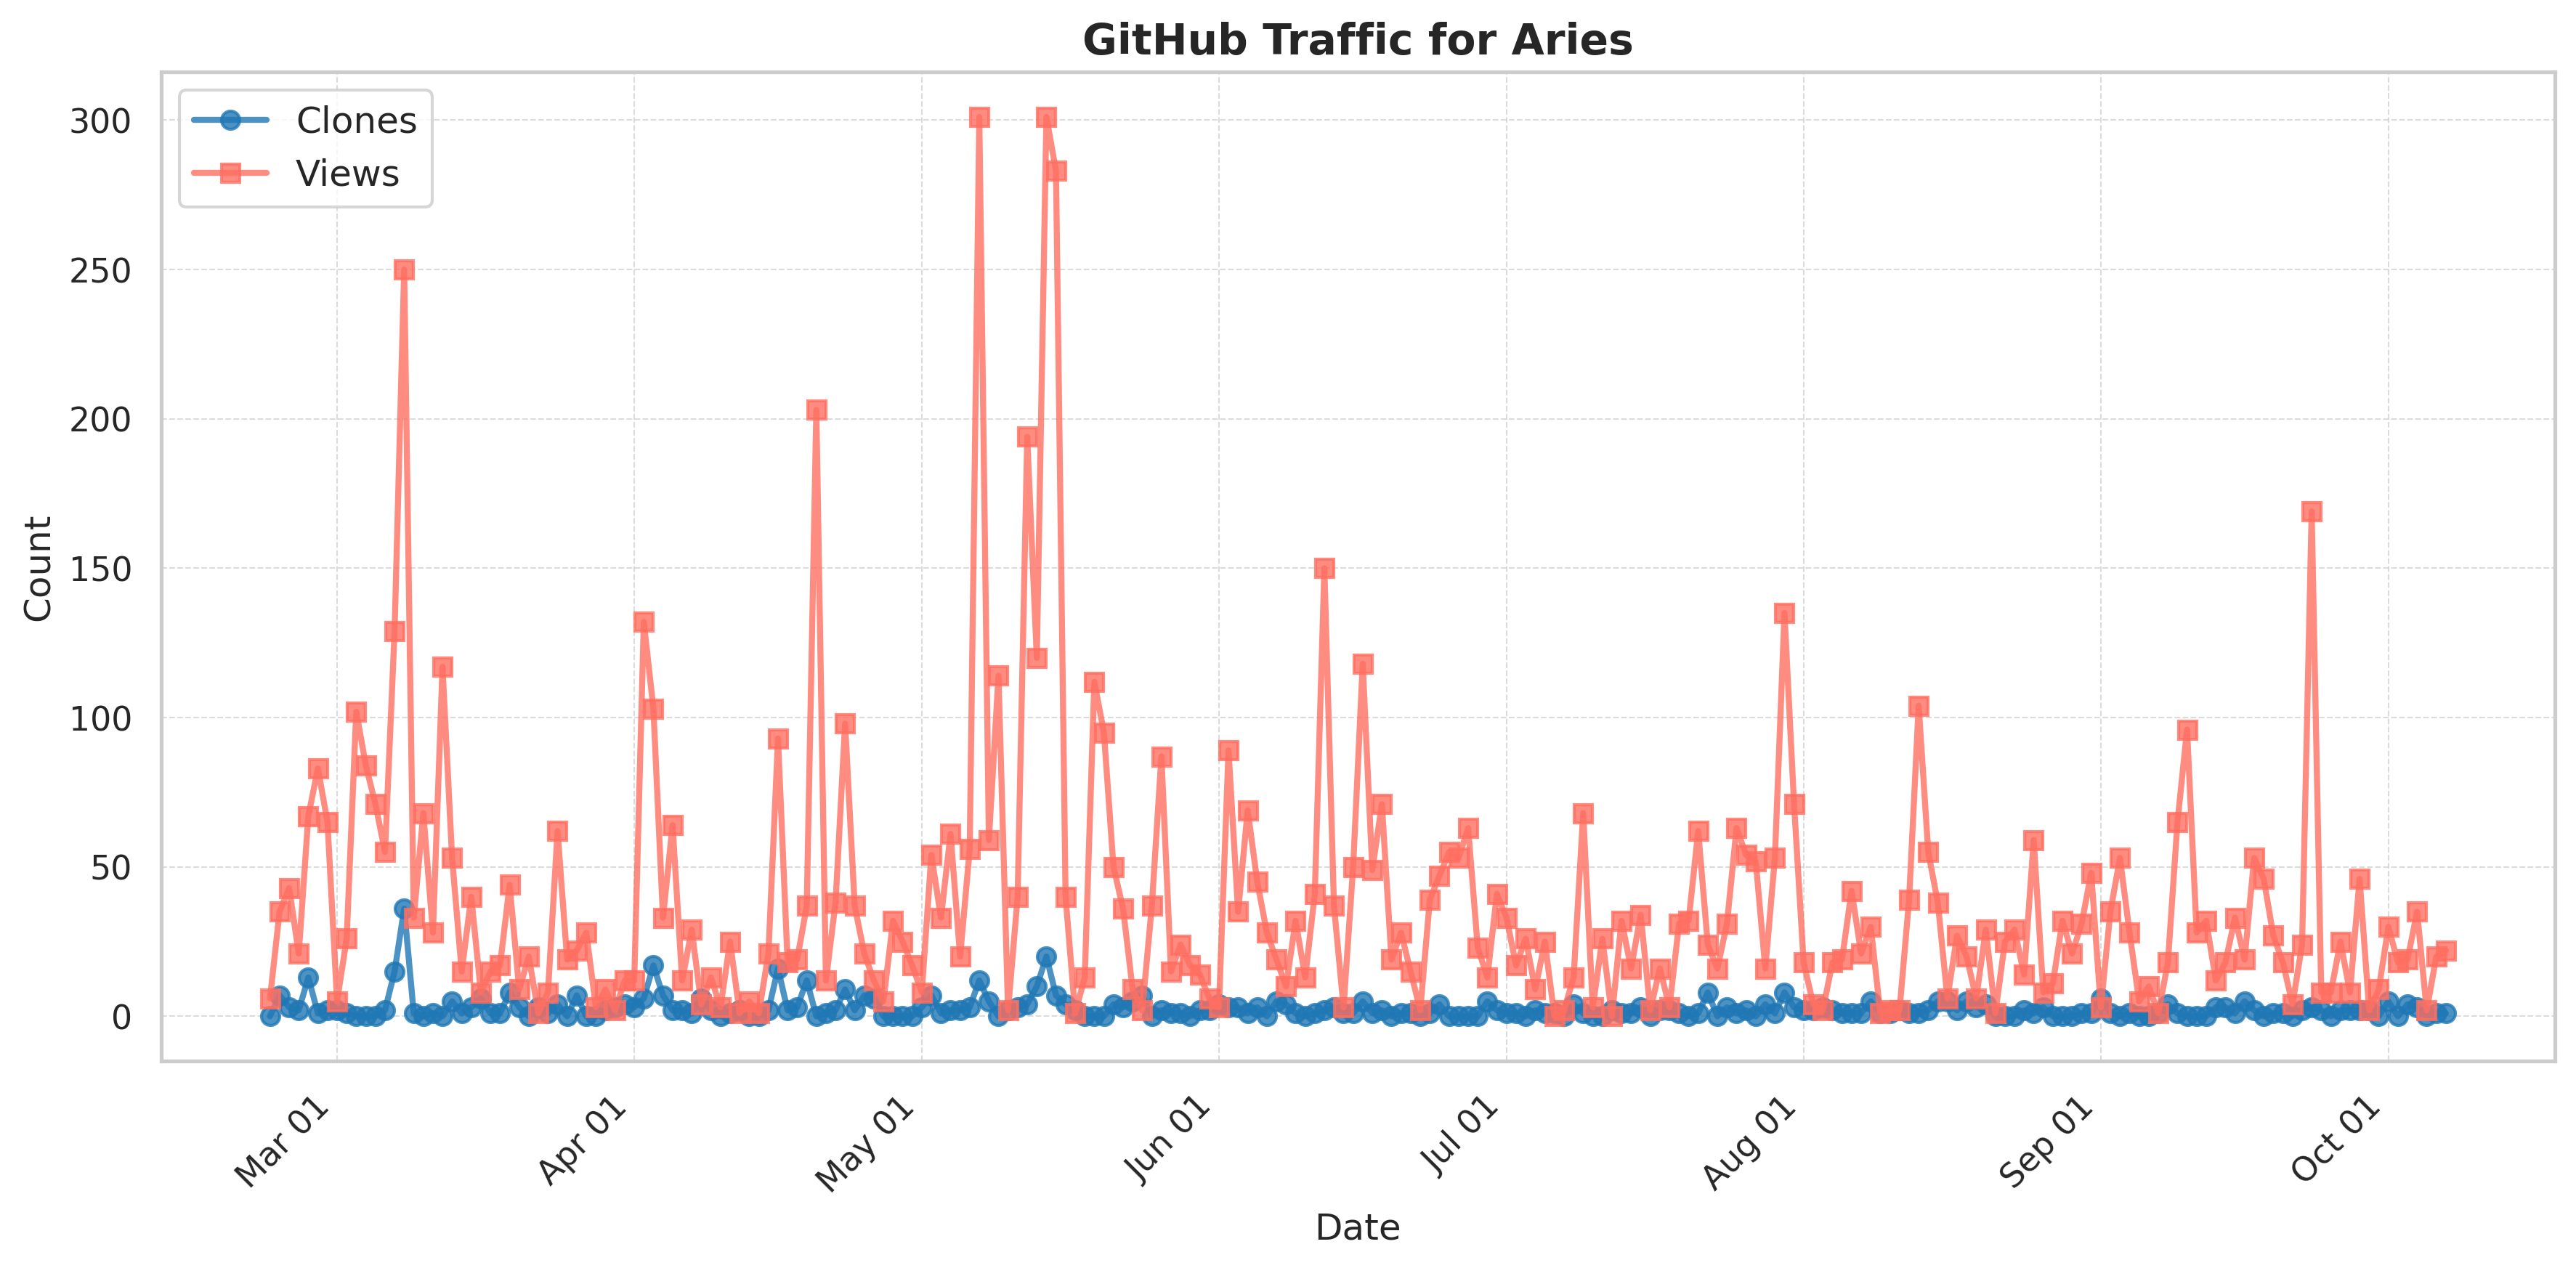 GitHub Traffic for Aries
Clones
Views
300
250
200
150
100
50
0
Count
Mar 01
Apr 01
May 01
Jun 01
Jul 01
Aug 01
Sep 01
Oct 01
Date